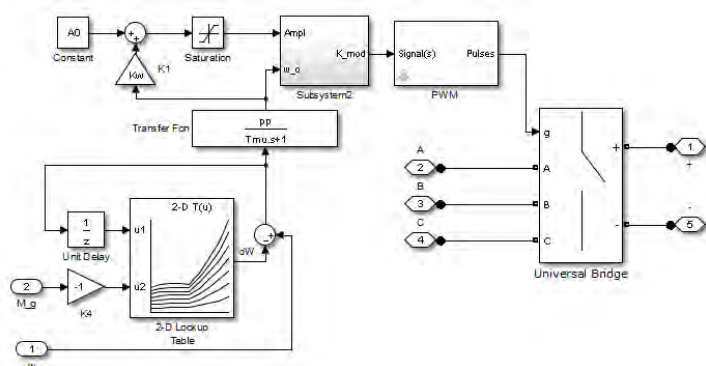 A0
Constant
+
+
Saturation
Kw
K1
Ampl
w_o
K_mod
Subsystem2
Signal(s)
Pulses
PWM
Transfer Fcn
pp
Tmu.s+1
g
A
B
C
+
-
Universal Bridge
A
2
B
3
C
4
1
+
-
5
1
z
Unit Delay
2-D T(u)
u1
u2
2-D Lookup
Table
dW
-
+
2
M_g
-1
K4
1
w